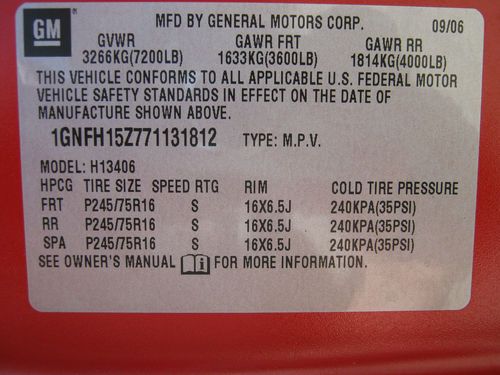 GM
MFD BY GENERAL MOTORS CORP. 09/06
GVWR GAWR FRT GAWR RR
3266KG(7200LB) 1633KG(3600LB) 1814KG(4000LB)
THIS VEHICLE CONFORMS TO ALL APPLICABLE U.S. FEDERAL MOTOR
VEHICLE SAFETY STANDARDS IN EFFECT ON THE DATE OF
MANUFACTURE SHOWN ABOVE.
1GNFH15Z771131812 TYPE: M.P.V.
MODEL: H13406
HPCG TIRE SIZE SPEED RTG RIM COLD TIRE PRESSURE
FRT P245/75R16 S 16X6.5J 240KPA(35PSI)
RR P245/75R16 S 16X6.5J 240KPA(35PSI)
SPA P245/75R16 S 16X6.5J 240KPA(35PSI)
SEE OWNER'S MANUAL i FOR MORE INFORMATION.